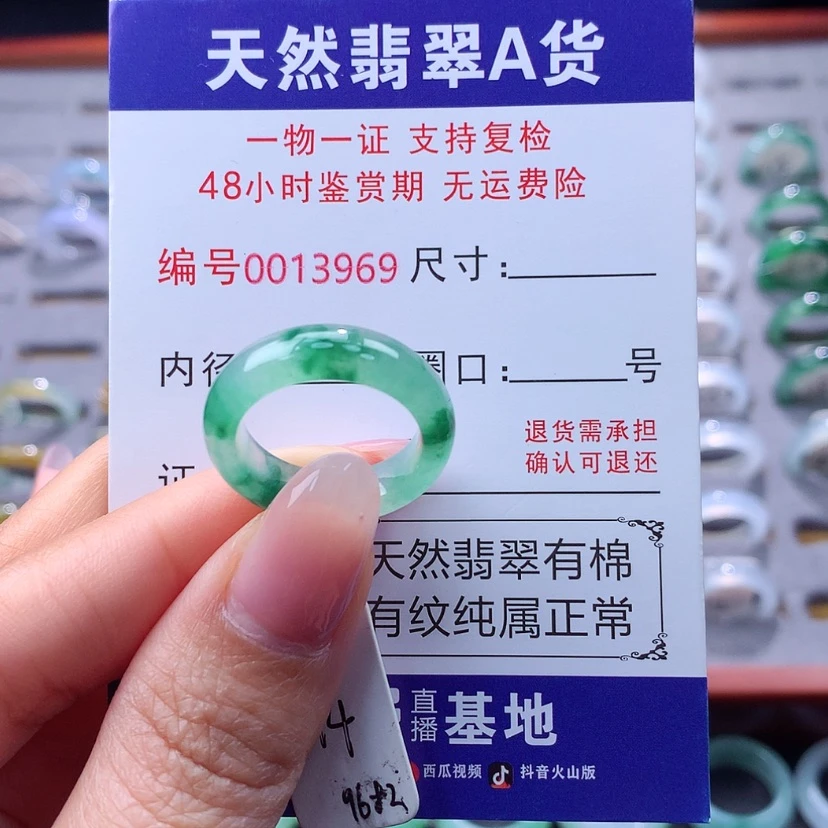 天然翡翠A货
一物一证 支持复检
48小时鉴赏期 无运费险
编号0013969 尺寸:
内径 圈口: 号
退货需承担
确认可退还
证
天然翡翠有棉
有纹纯属正常
直播基地
西瓜视频 抖音火山版